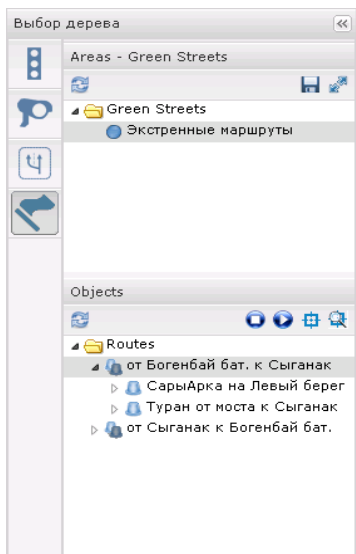 Выбор дерева
Areas - Green Streets
Green Streets
Экстренные маршруты
Objects
Routes
от Богенбай бат. к Сыганак
СарыАрка на Левый берег
Туран от моста к Сыганак
от Сыганак к Богенбай бат.